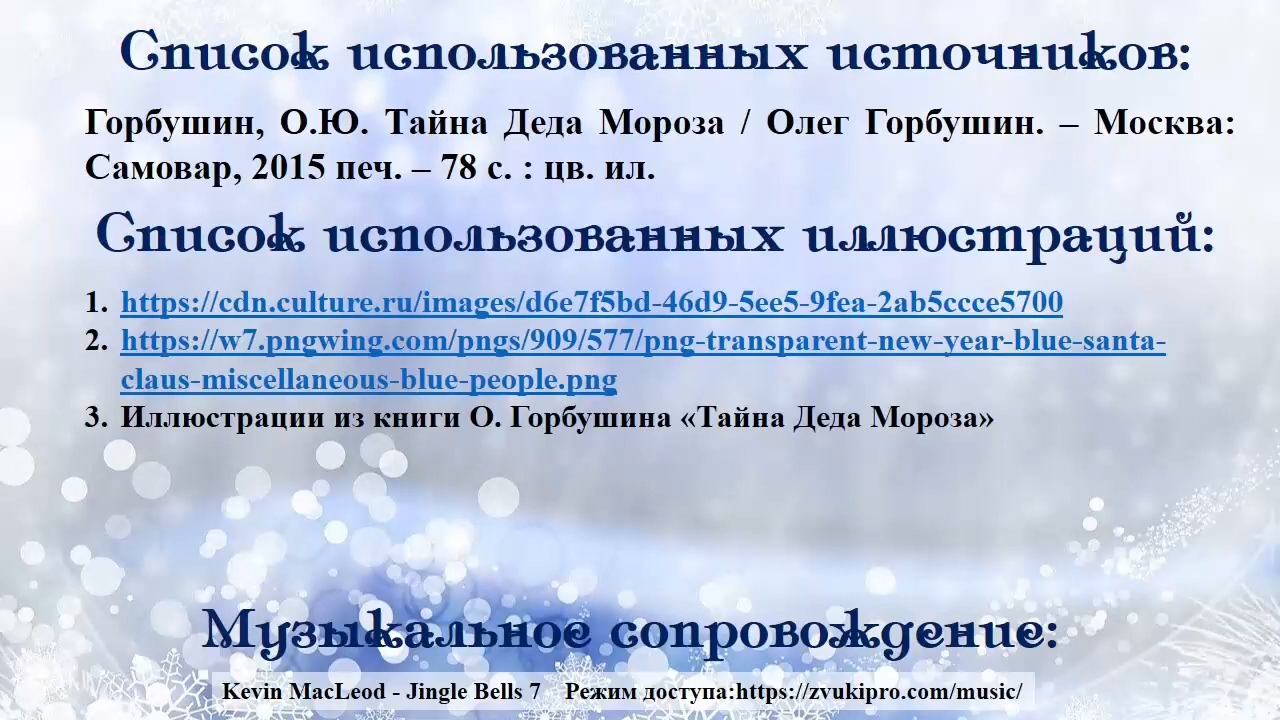 Список использованных источников:
Горбушин, О.Ю. Тайна Деда Мороза / Олег Горбушин. – Москва:
Самовар, 2015 печ. – 78 с. : цв. ил.
Список использованных иллюстраций:
1. https://cdn.culture.ru/images/d6e7f5bd-46d9-5ee5-9fea-2ab5ccce5700
2. https://w7.pngwing.com/pngs/909/577/png-transparent-new-year-blue-santa-
claus-miscellaneous-blue-people.png
3. Иллюстрации из книги О. Горбушина «Тайна Деда Мороза»
Музыкальное сопровождение:
Kevin MacLeod - Jingle Bells 7 Режим доступа:https://zvukipro.com/music/